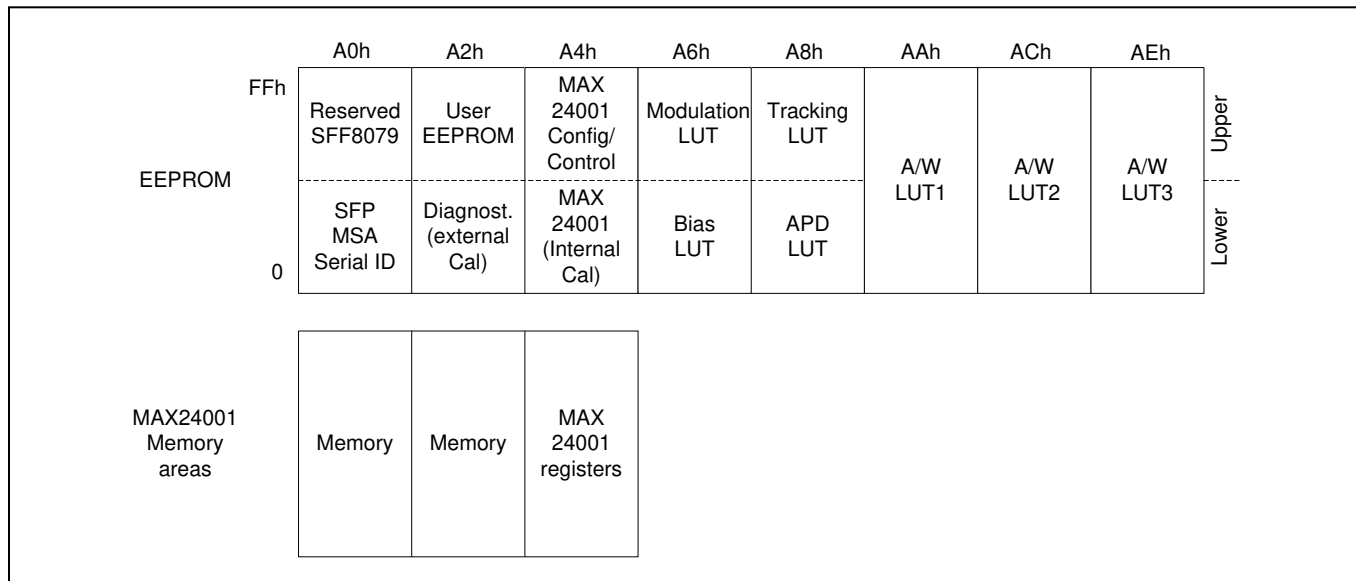 A0h A2h A4h A6h A8h AAh ACh AEh
FFh
EEPROM
0
Reserved
SFF8079
User
EEPROM
MAX
24001
Config/
Control
Modulation
LUT
Tracking
LUT
SFP
MSA
Serial ID
Diagnost.
(external
Cal)
MAX
24001
(Internal
Cal)
Bias
LUT
APD
LUT
A/W
LUT1
A/W
LUT2
A/W
LUT3
Upper
Lower
MAX24001
Memory
areas
Memory
Memory
MAX
24001
registers